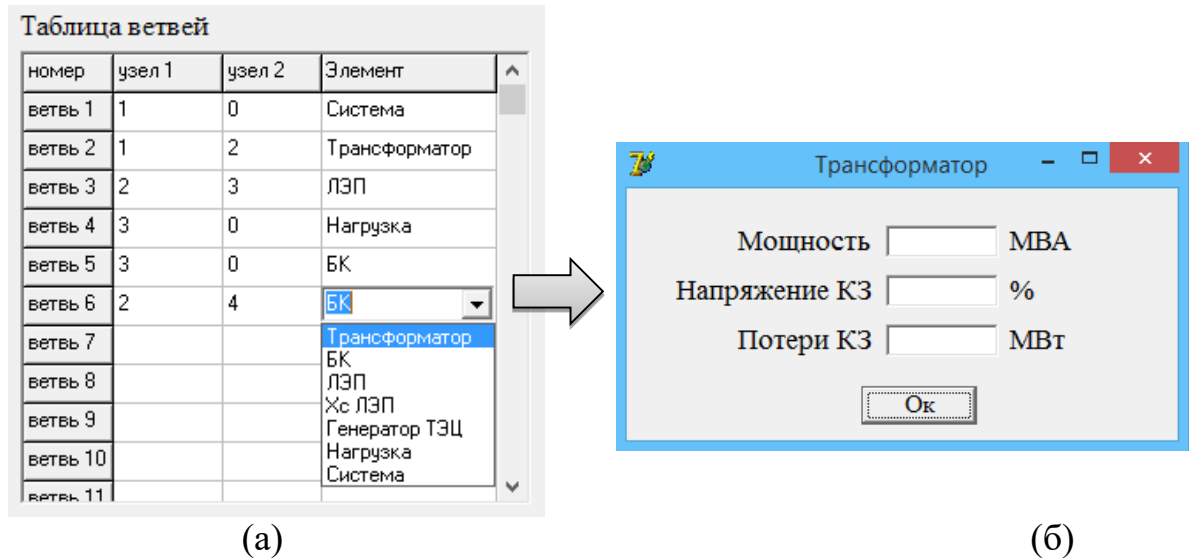 Таблица ветвей
номер узел 1 узел 2 Элемент
ветвь 1 1 0 Система
ветвь 2 1 2 Трансформатор
ветвь 3 2 3 ЛЭП
ветвь 4 3 0 Нагрузка
ветвь 5 3 0 БК
ветвь 6 2 4 БК
ветвь 7
Трансформатор
БК
ветвь 8
ЛЭП
Xс ЛЭП
ветвь 9
Генератор ТЭЦ
ветвь 10
Нагрузка
Система
ветвь 11
(а)
Трансформатор
Мощность МВА
Напряжение КЗ %
Потери КЗ МВт
Ок
(б)